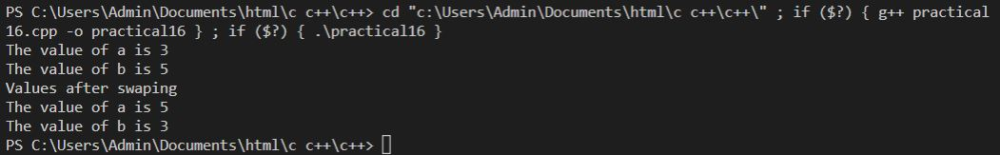 PS C:\Users\Admin\Documents\html\c c++\c++> cd "c:\Users\Admin\Documents\html\c c++\c++\" ; if ($?) { g++ practical
16.cpp -o practical16 } ; if ($?) { .\practical16 }
The value of a is 3
The value of b is 5
Values after swaping
The value of a is 5
The value of b is 3
PS C:\Users\Admin\Documents\html\c c++\c++>